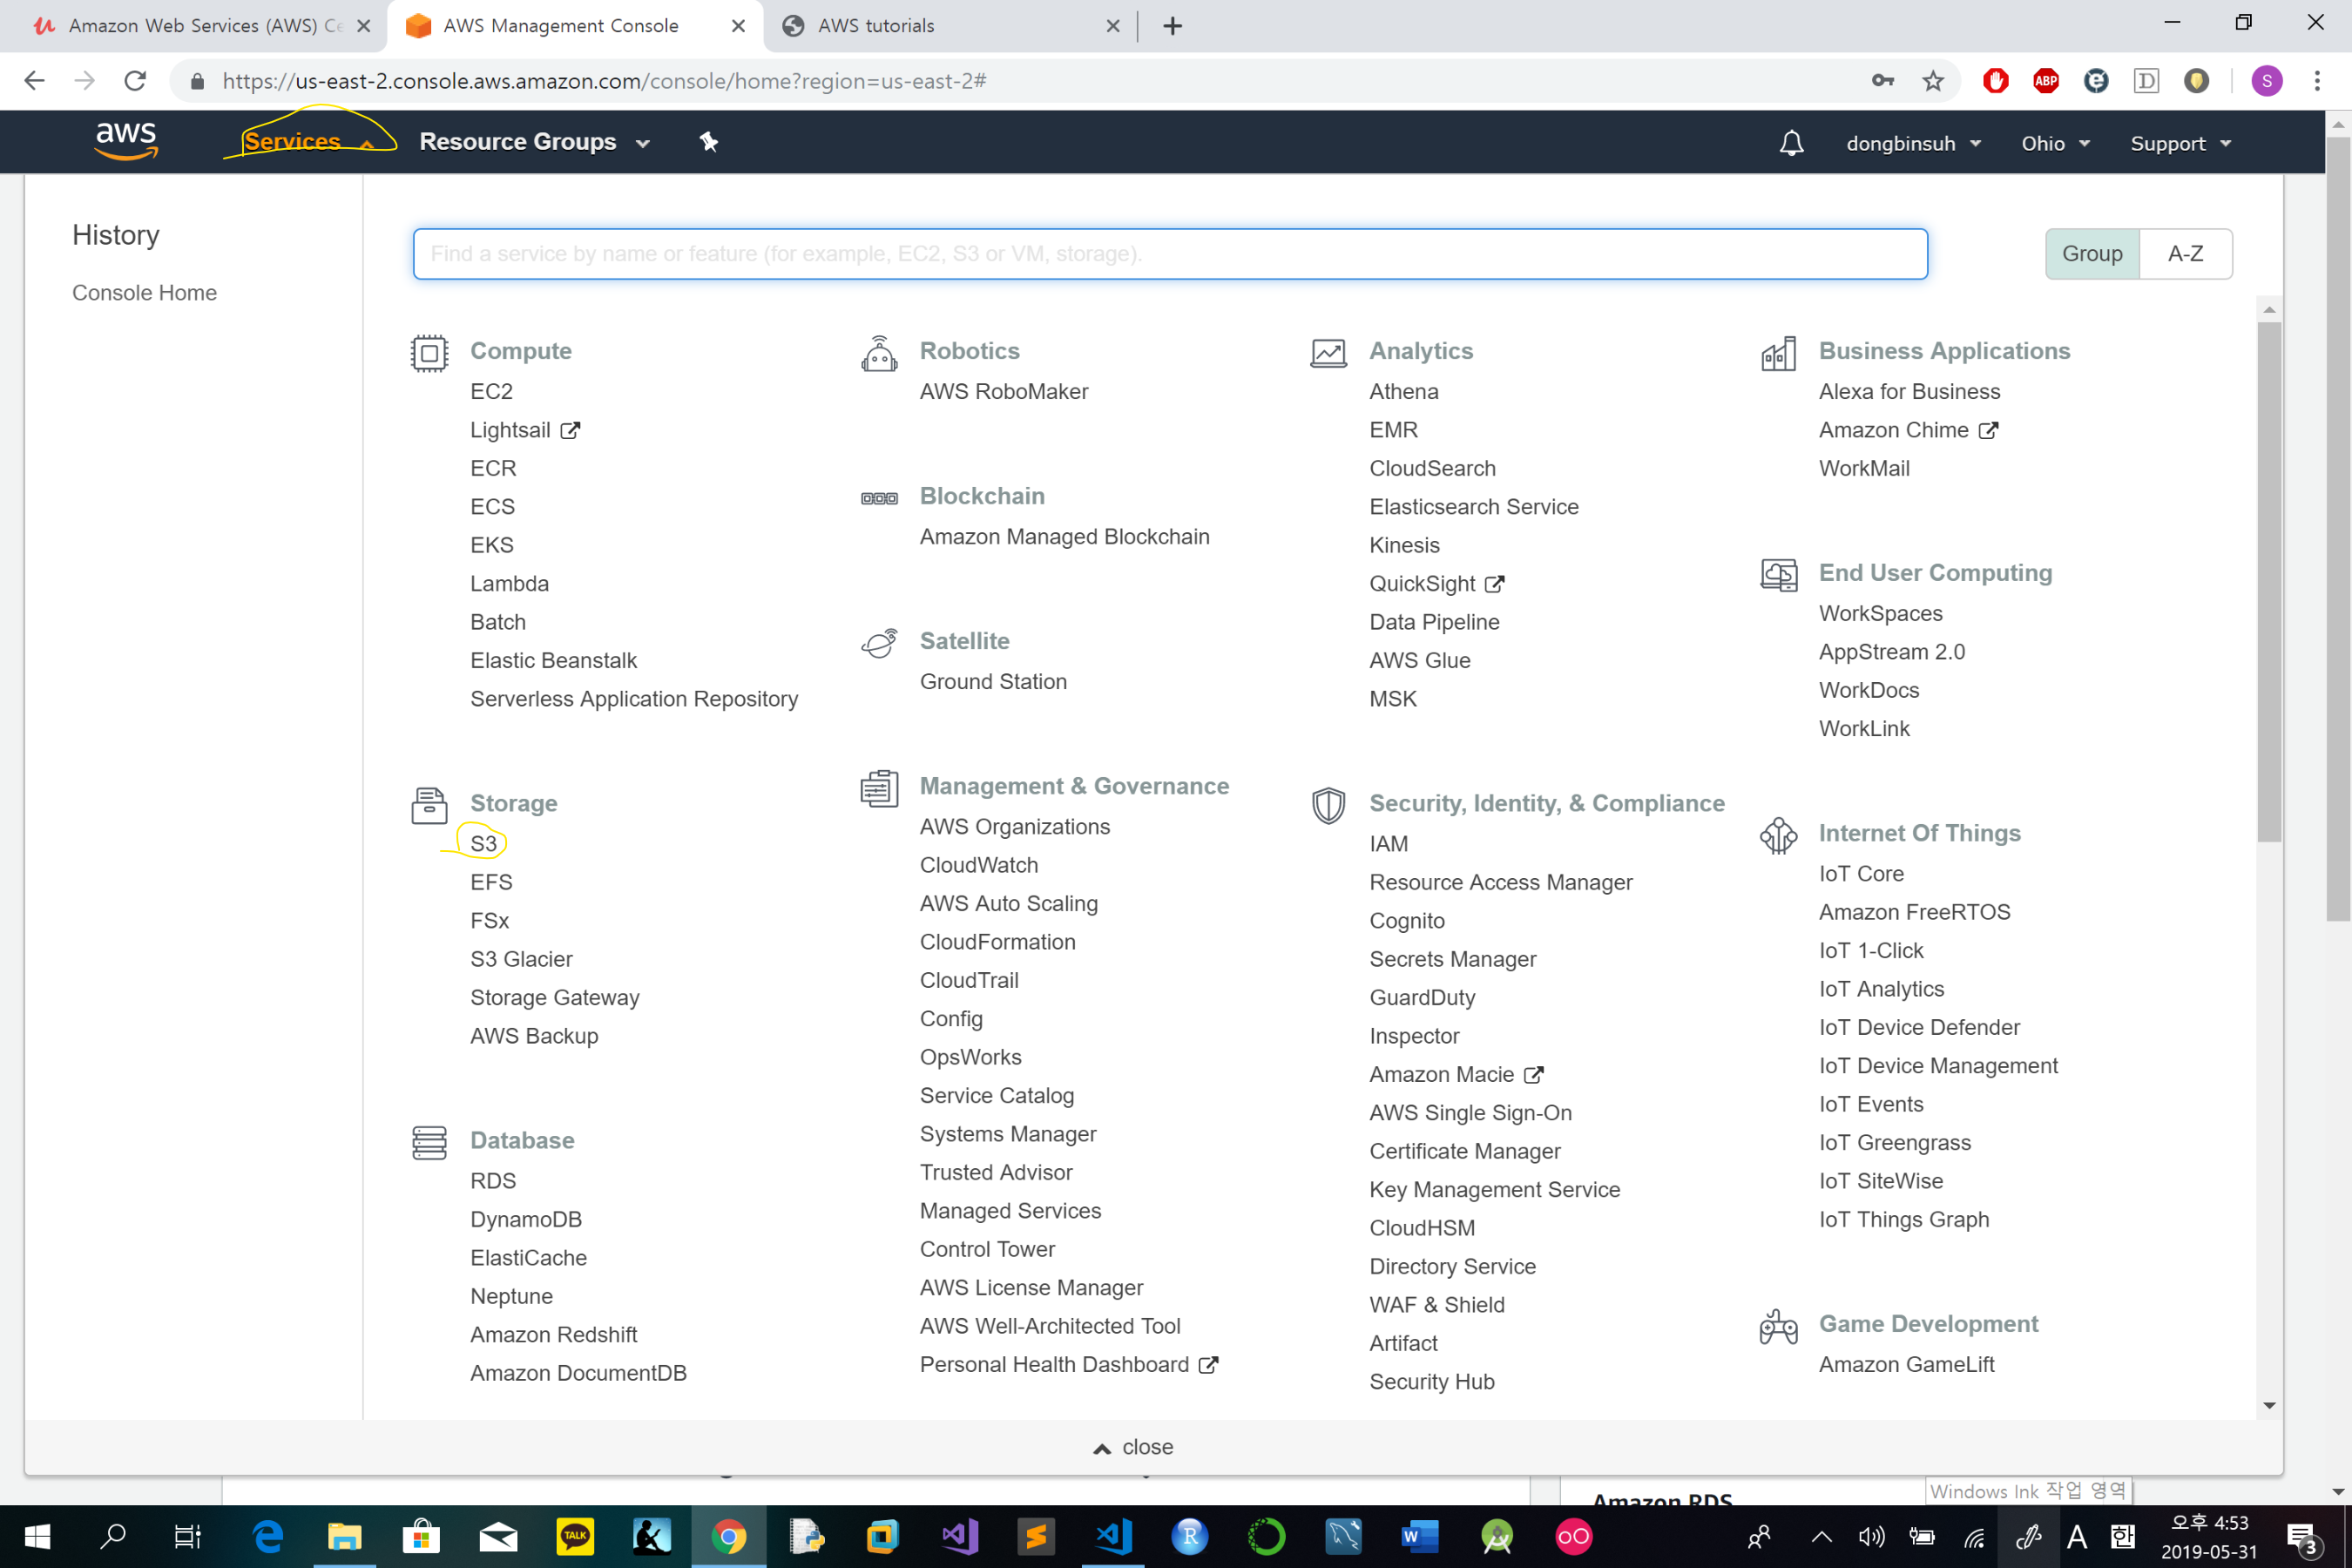 Amazon Web Services (AWS) Ce
AWS Management Console
AWS tutorials
https://us-east-2.console.aws.amazon.com/console/home?region=us-east-2#
ABP
D
S
aws
Services
Resource Groups
dongbinsuh
Ohio
Support
History
Console Home
Find a service by name or feature (for example, EC2, S3 or VM, storage).
Group
A-Z
Compute
EC2
Lightsail
ECR
ECS
EKS
Lambda
Batch
Elastic Beanstalk
Serverless Application Repository
Storage
S3
EFS
FSx
S3 Glacier
Storage Gateway
AWS Backup
Database
RDS
DynamoDB
ElastiCache
Neptune
Amazon Redshift
Amazon DocumentDB
Robotics
AWS RoboMaker
Blockchain
Amazon Managed Blockchain
Satellite
Ground Station
Management & Governance
AWS Organizations
CloudWatch
AWS Auto Scaling
CloudFormation
CloudTrail
Config
OpsWorks
Service Catalog
Systems Manager
Trusted Advisor
Managed Services
Control Tower
AWS License Manager
AWS Well-Architected Tool
Personal Health Dashboard
Analytics
Athena
EMR
CloudSearch
Elasticsearch Service
Kinesis
QuickSight
Data Pipeline
AWS Glue
MSK
Security, Identity, & Compliance
IAM
Resource Access Manager
Cognito
Secrets Manager
GuardDuty
Inspector
Amazon Macie
AWS Single Sign-On
Certificate Manager
Key Management Service
CloudHSM
Directory Service
WAF & Shield
Artifact
Security Hub
Business Applications
Alexa for Business
Amazon Chime
WorkMail
End User Computing
WorkSpaces
AppStream 2.0
WorkDocs
WorkLink
Internet Of Things
IoT Core
Amazon FreeRTOS
IoT 1-Click
IoT Analytics
IoT Device Defender
IoT Device Management
IoT Events
IoT Greengrass
IoT SiteWise
IoT Things Graph
Game Development
Amazon GameLift
close
Amazon RDS
Windows Ink 작업 영역
TALK
R
W
A
한
오후 4:53
2019-05-31
3